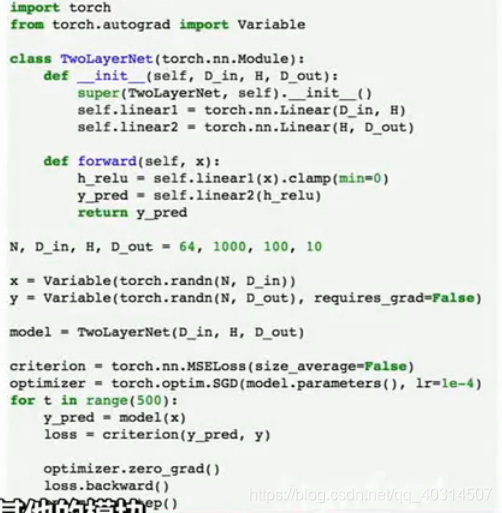 import torch
from torch.autograd import Variable
class TwoLayerNet(torch.nn.Module):
    def __init__(self, D_in, H, D_out):
        super(TwoLayerNet, self).__init__()
        self.linear1 = torch.nn.Linear(D_in, H)
        self.linear2 = torch.nn.Linear(H, D_out)
    def forward(self, x):
        h_relu = self.linear1(x).clamp(min=0)
        y_pred = self.linear2(h_relu)
        return y_pred
N, D_in, H, D_out = 64, 1000, 100, 10
x = Variable(torch.randn(N, D_in))
y = Variable(torch.randn(N, D_out), requires_grad=False)
model = TwoLayerNet(D_in, H, D_out)
criterion = torch.nn.MSELoss(size_average=False)
optimizer = torch.optim.SGD(model.parameters(), lr=1e-4)
for t in range(500):
    y_pred = model(x)
    loss = criterion(y_pred, y)
    optimizer.zero_grad()
    loss.backward()
ep()
其他的模块
https://blog.csdn.net/qq_40314507